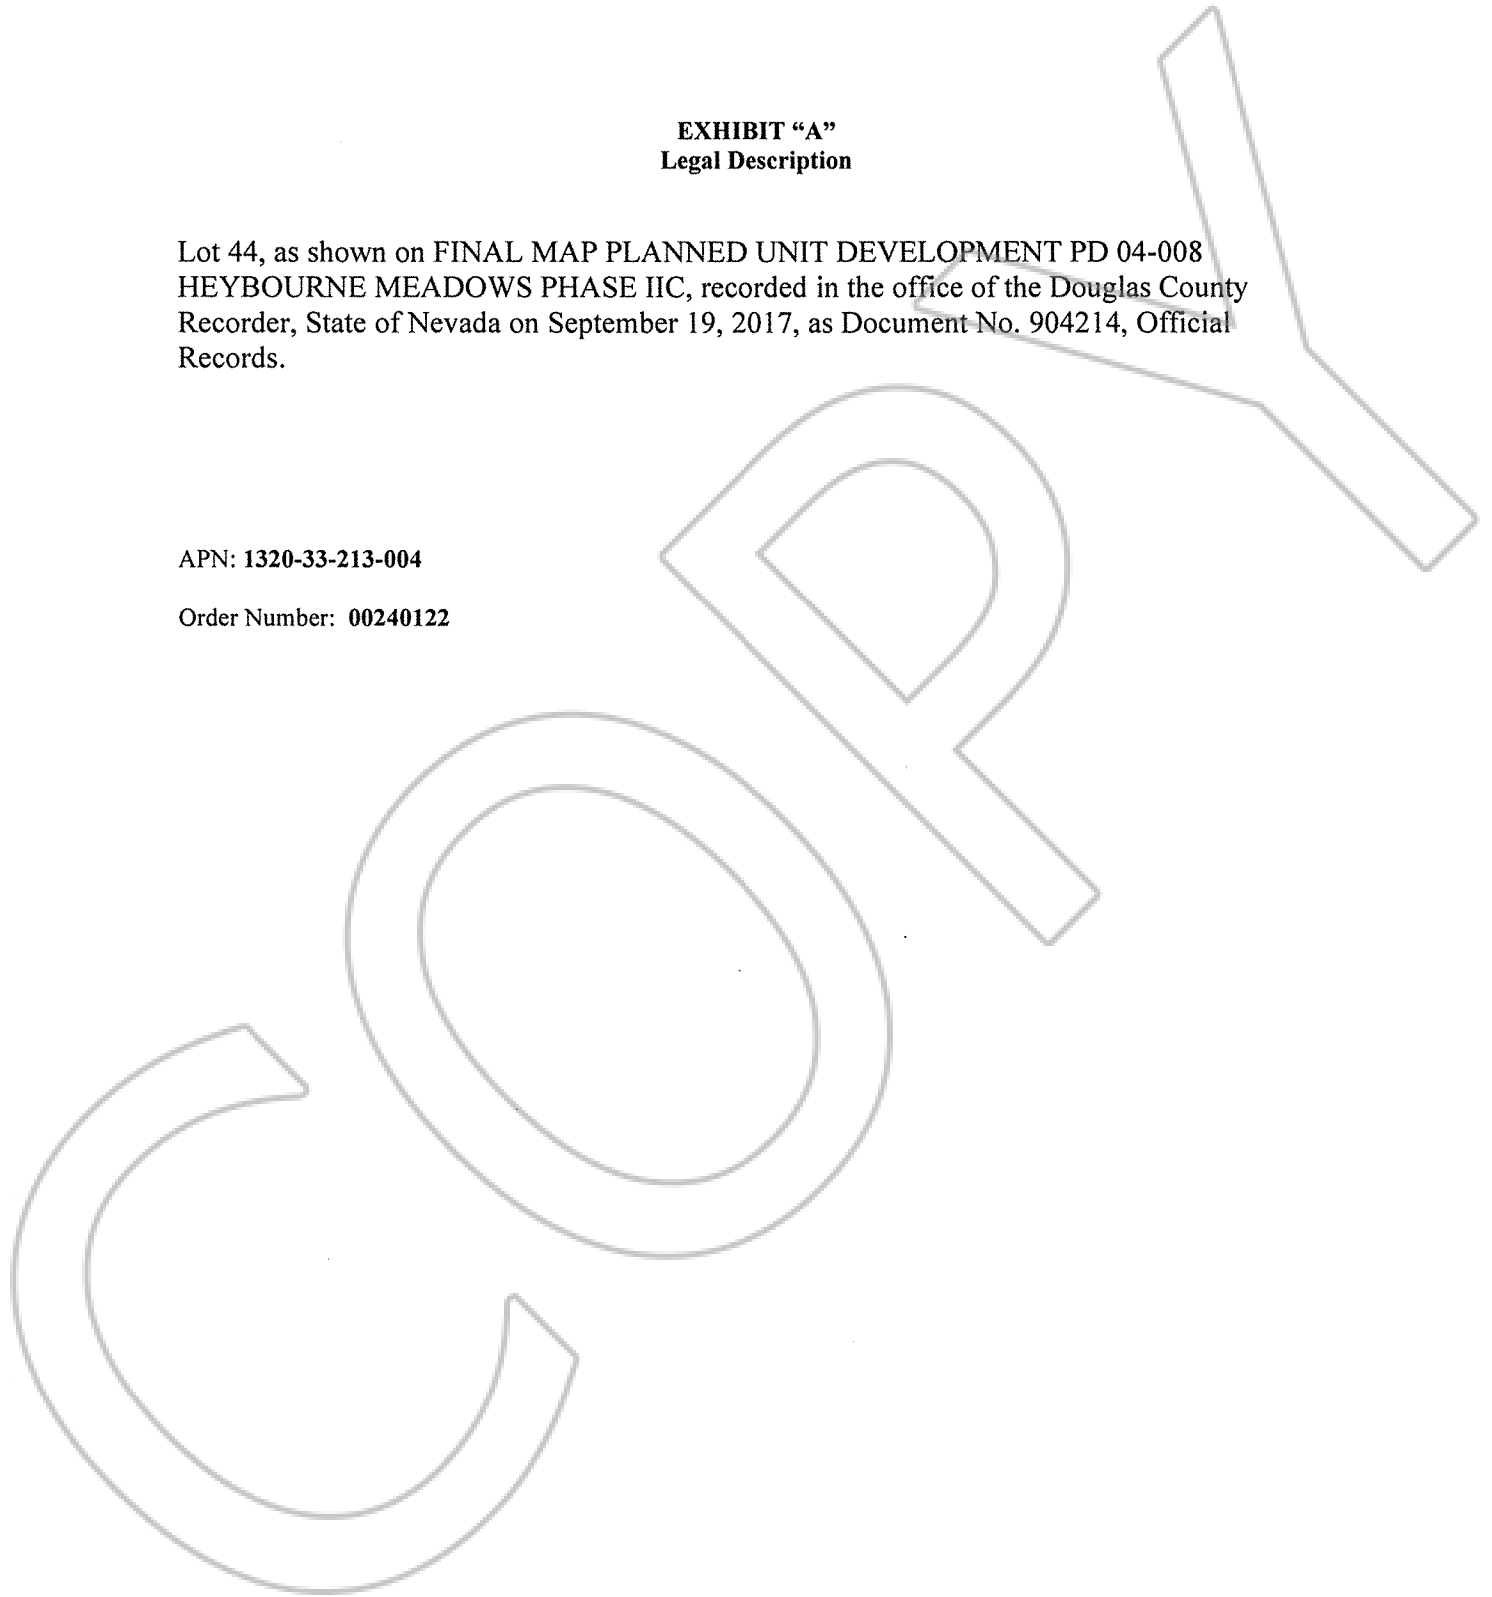 EXHIBIT “A”
Legal Description
Lot 44, as shown on FINAL MAP PLANNED UNIT DEVELOPMENT PD 04-008
HEYBOURNE MEADOWS PHASE IIC, recorded in the office of the Douglas County
Recorder, State of Nevada on September 19, 2017, as Document No. 904214, Official
Records.
APN: 1320-33-213-004
Order Number: 00240122
COPY